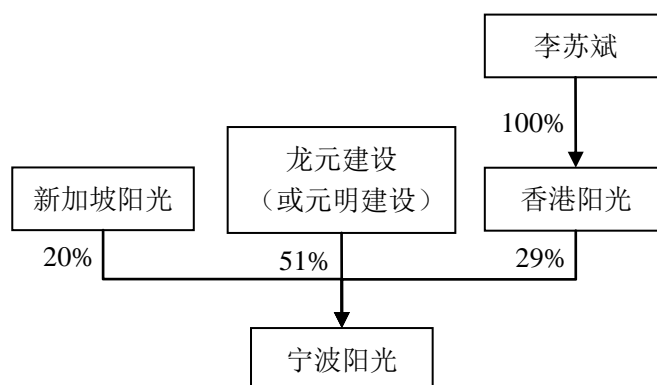 李苏斌
100%
龙元建设
（或元明建设）
新加坡阳光
香港阳光
20%
51%
29%
宁波阳光